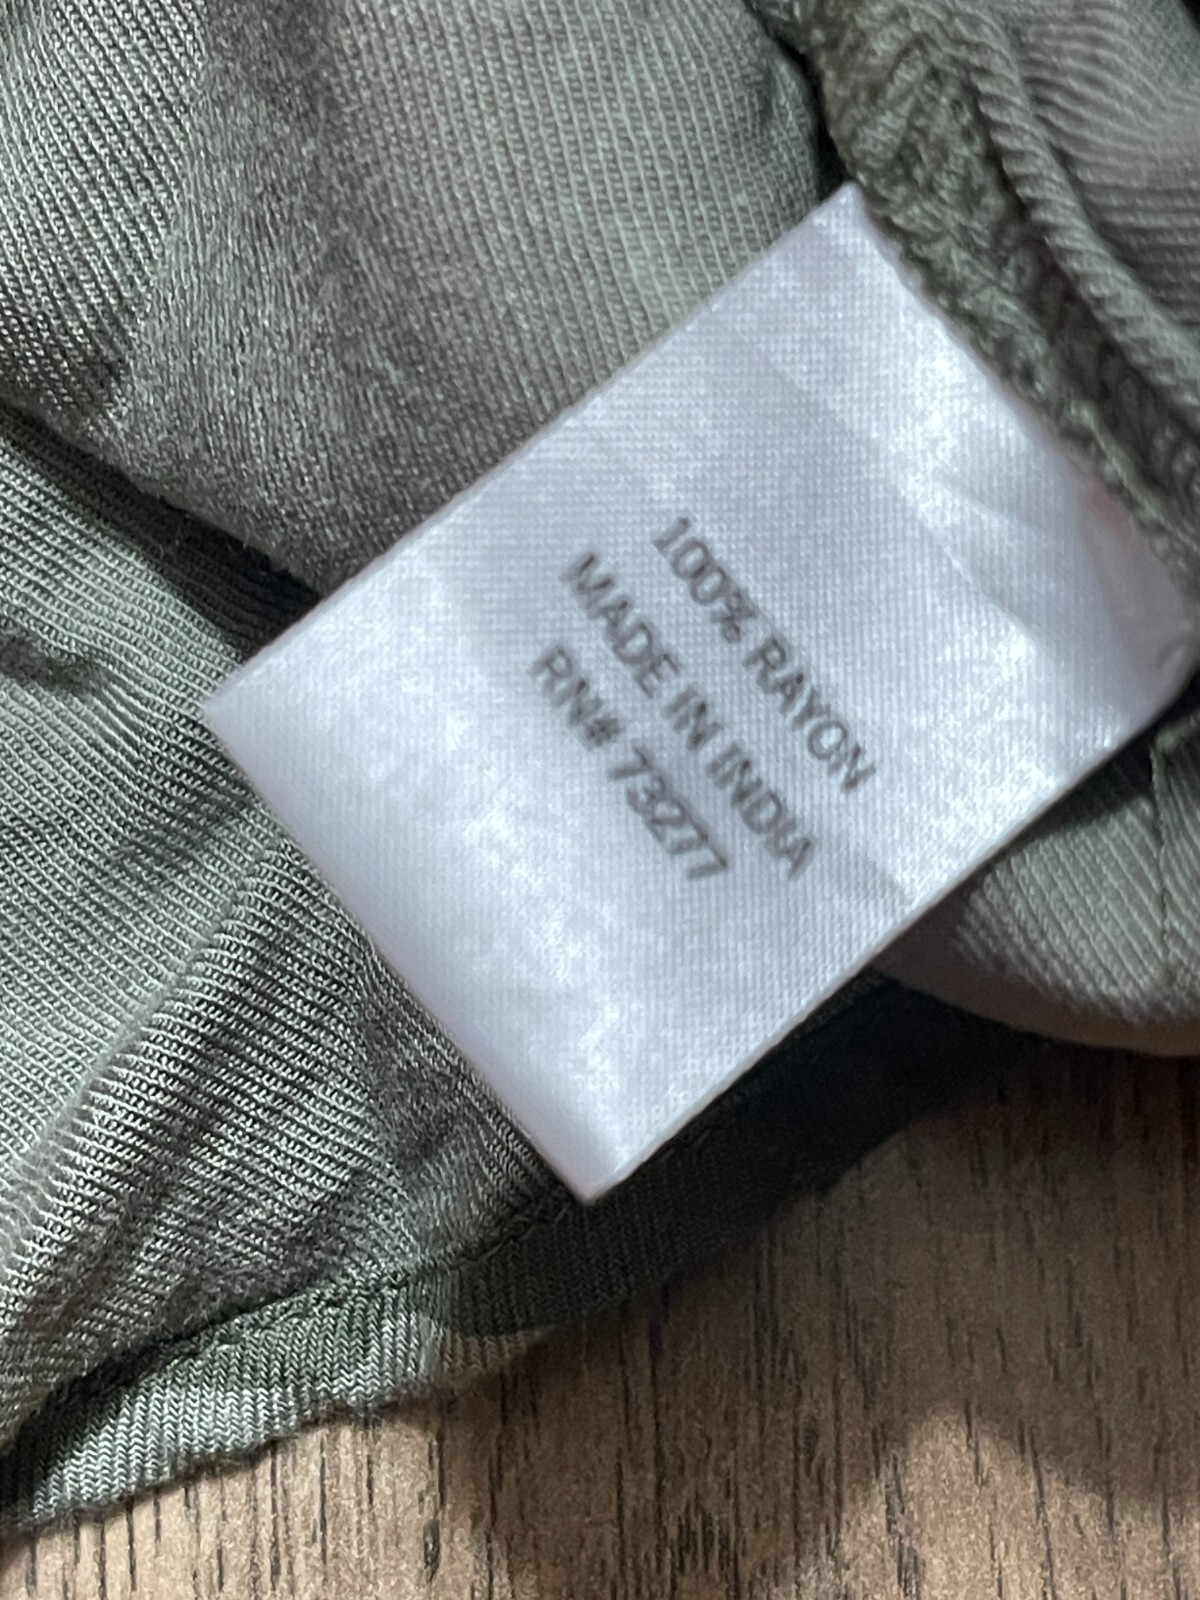 100% RAYON
MADE IN INDIA
RN# 73277